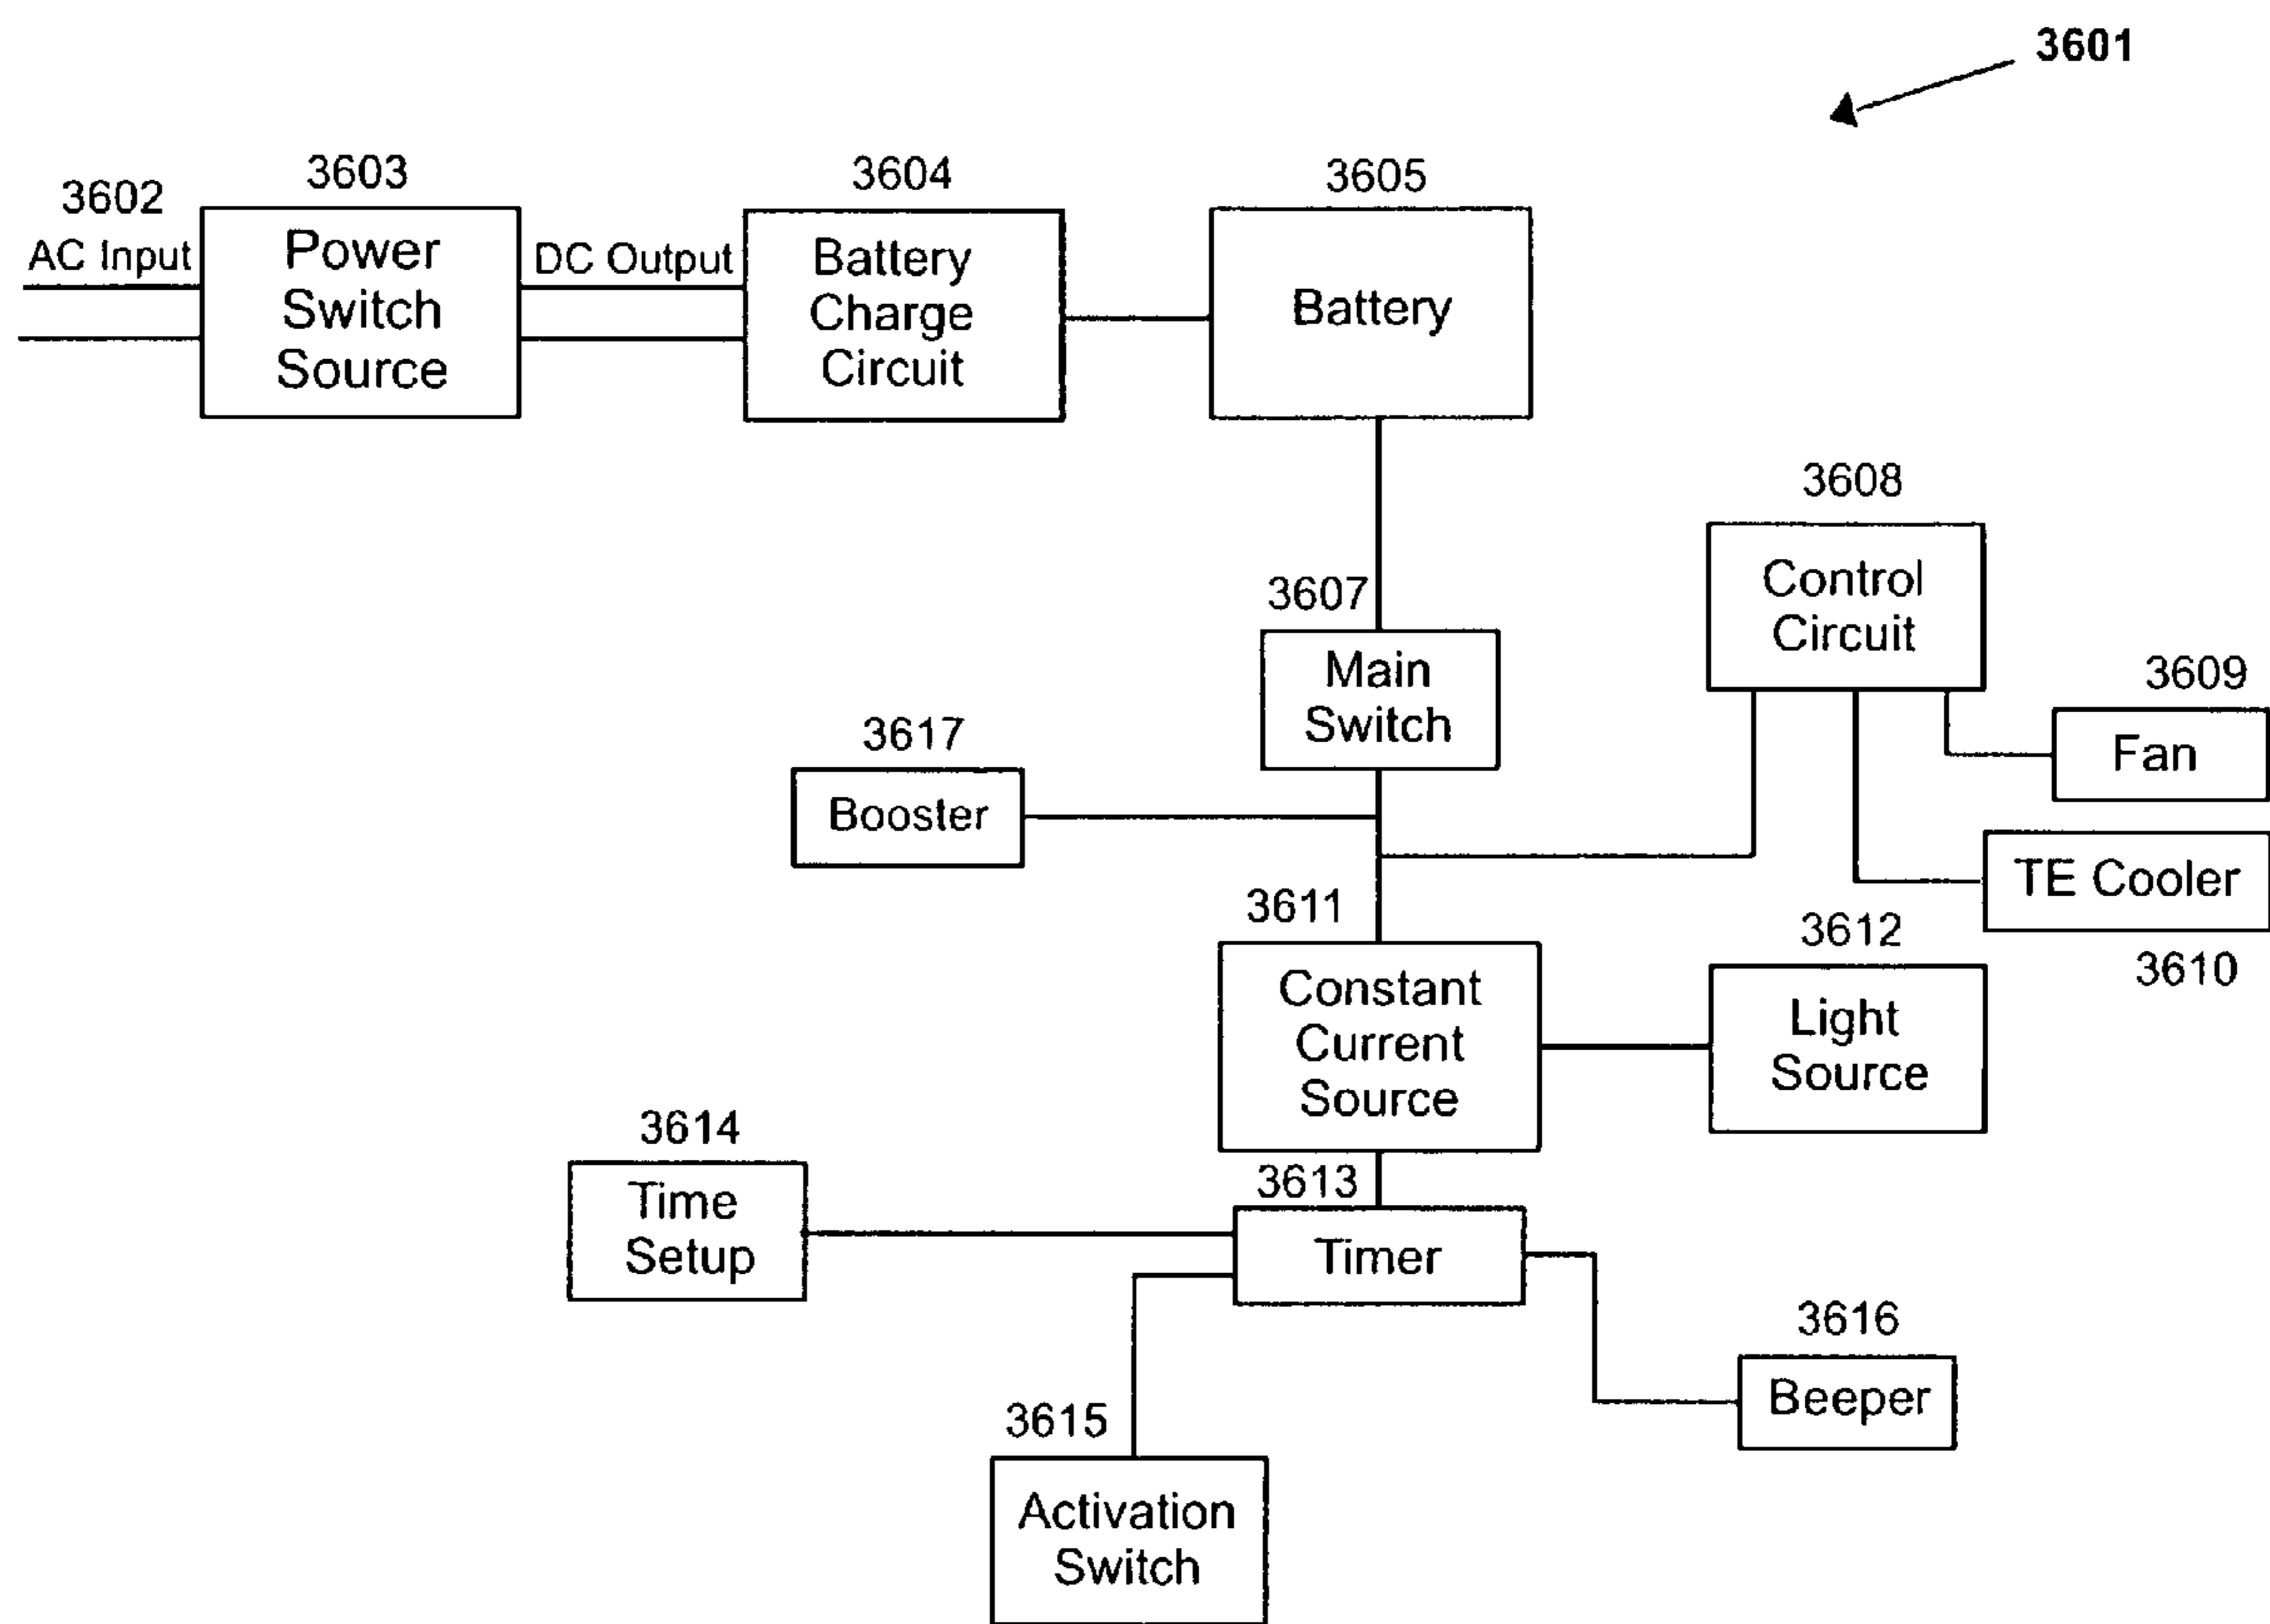 3601
3602
AC Input
3603
Power
Switch
Source
DC Output
3604
Battery
Charge
Circuit
3605
Battery
3607
Main
Switch
3608
Control
Circuit
3609
Fan
TE Cooler
3610
3617
Booster
3611
Constant
Current
Source
3612
Light
Source
3613
Timer
3614
Time
Setup
3615
Activation
Switch
3616
Beeper